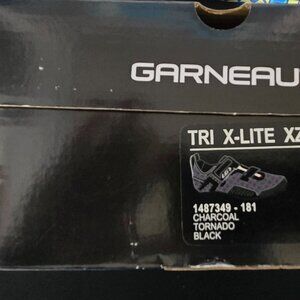 GARNEAU
TRI X-LITE XZ
1487349 - 181
CHARCOAL
TORNADO
BLACK